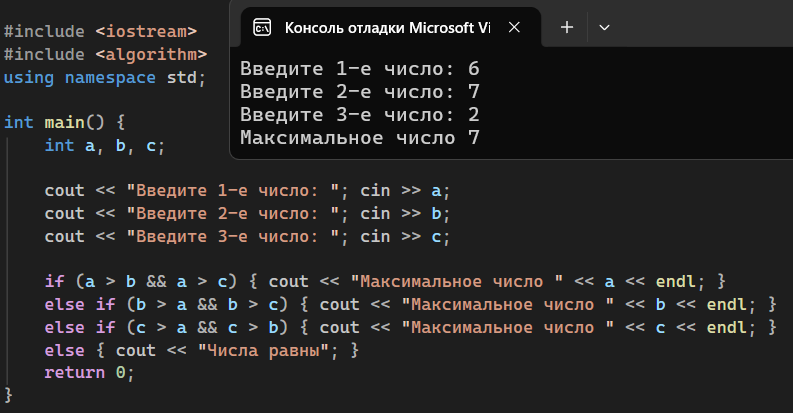 Консоль отладки Microsoft Vi
Введите 1-е число: 6
Введите 2-е число: 7
Введите 3-е число: 2
Максимальное число 7
#include <iostream>
#include <algorithm>
using namespace std;
int main() {
int a, b, c;
cout << "Введите 1-е число: "; cin >> a;
cout << "Введите 2-е число: "; cin >> b;
cout << "Введите 3-е число: "; cin >> c;
if (a > b && a > c) { cout << "Максимальное число " << a << endl; }
else if (b > a && b > c) { cout << "Максимальное число " << b << endl; }
else if (c > a && c > b) { cout << "Максимальное число " << c << endl; }
else { cout << "Числа равны"; }
return 0;
}